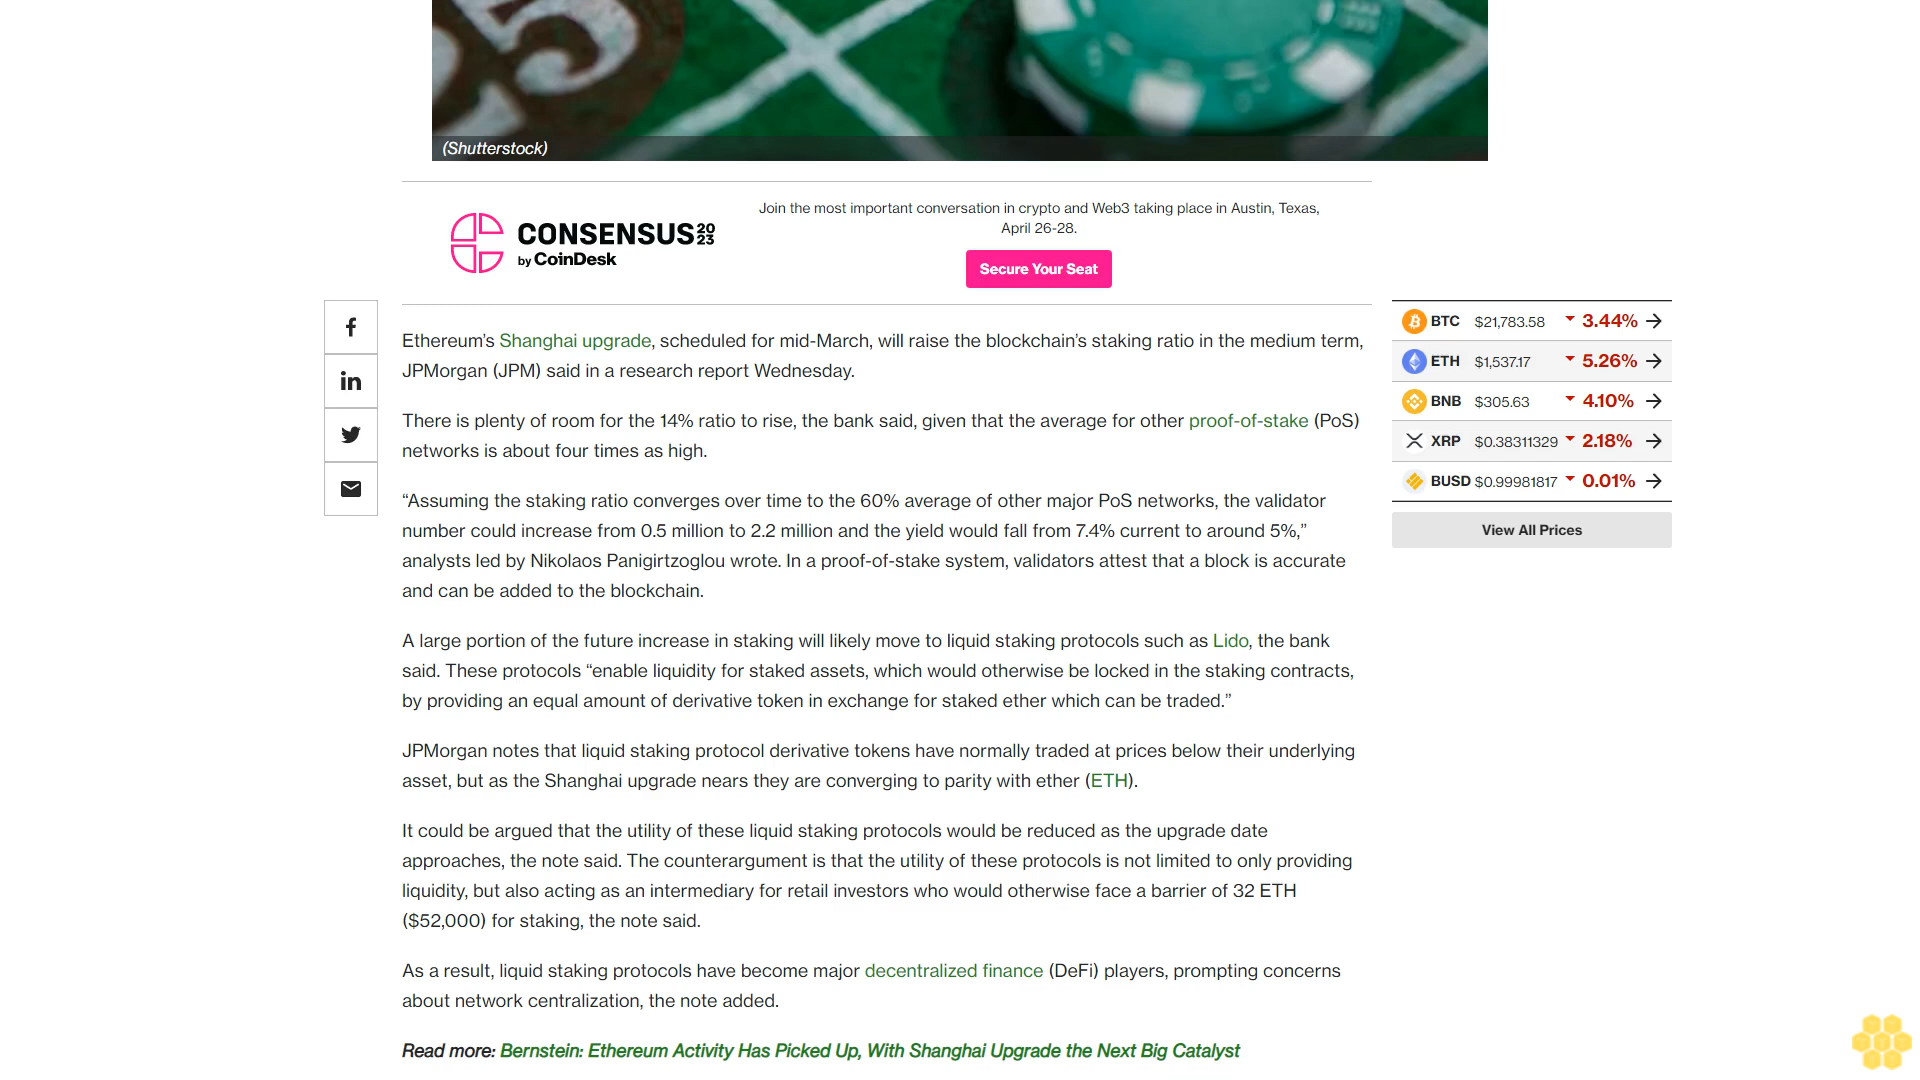 25
(Shutterstock)
CONSENSUS 20 23
by CoinDesk
Join the most important conversation in crypto and Web3 taking place in Austin, Texas,
April 26-28.
Secure Your Seat
Ethereum’s Shanghai upgrade, scheduled for mid-March, will raise the blockchain’s staking ratio in the medium term,
JPMorgan (JPM) said in a research report Wednesday.
There is plenty of room for the 14% ratio to rise, the bank said, given that the average for other proof-of-stake (PoS)
networks is about four times as high.
“Assuming the staking ratio converges over time to the 60% average of other major PoS networks, the validator
number could increase from 0.5 million to 2.2 million and the yield would fall from 7.4% current to around 5%,”
analysts led by Nikolaos Panigirtzoglou wrote. In a proof-of-stake system, validators attest that a block is accurate
and can be added to the blockchain.
A large portion of the future increase in staking will likely move to liquid staking protocols such as Lido, the bank
said. These protocols “enable liquidity for staked assets, which would otherwise be locked in the staking contracts,
by providing an equal amount of derivative token in exchange for staked ether which can be traded.”
JPMorgan notes that liquid staking protocol derivative tokens have normally traded at prices below their underlying
asset, but as the Shanghai upgrade nears they are converging to parity with ether (ETH).
It could be argued that the utility of these liquid staking protocols would be reduced as the upgrade date
approaches, the note said. The counterargument is that the utility of these protocols is not limited to only providing
liquidity, but also acting as an intermediary for retail investors who would otherwise face a barrier of 32 ETH
($52,000) for staking, the note said.
As a result, liquid staking protocols have become major decentralized finance (DeFi) players, prompting concerns
about network centralization, the note added.
Read more: Bernstein: Ethereum Activity Has Picked Up, With Shanghai Upgrade the Next Big Catalyst
BTC $21,783.58 3.44%
ETH $1,537.17 5.26%
BNB $305.63 4.10%
XRP $0.38311329 2.18%
BUSD $0.99981817 0.01%
View All Prices